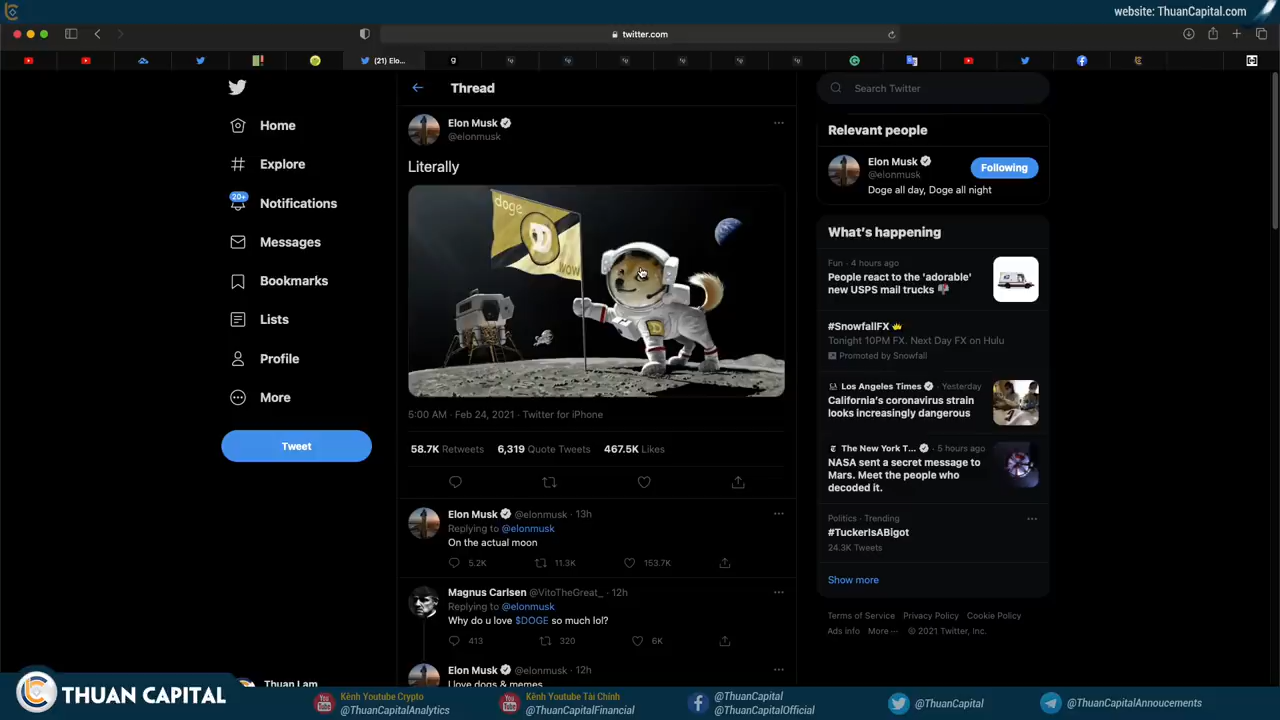 website: ThuanCapital.com
twitter.com
(21) Elo...
Home
Explore
20+
Notifications
Messages
Bookmarks
Lists
Profile
More
Tweet
Thread
Elon Musk
@elonmusk
Literally
doge
WOW
5:00 AM · Feb 24, 2021 · Twitter for iPhone
58.7K Retweets 6,319 Quote Tweets 467.5K Likes
Elon Musk @elonmusk · 13h
Replying to @elonmusk
On the actual moon
5.2K 11.3K 153.7K
Magnus Carlsen @VitoTheGreat_ · 12h
Replying to @elonmusk
Why do u love $DOGE so much lol?
413 320 6K
Elon Musk @elonmusk · 12h
I love dogs & memes
Search Twitter
Relevant people
Elon Musk
@elonmusk
Following
Doge all day, Doge all night
What's happening
Fun · 4 hours ago
People react to the 'adorable'
new USPS mail trucks
#SnowfallFX
Tonight 10PM FX. Next Day FX on Hulu
Promoted by Snowfall
Los Angeles Times · Yesterday
California's coronavirus strain
looks increasingly dangerous
The New York T... · 5 hours ago
NASA sent a secret message to
Mars. Meet the people who
decoded it.
Politics · Trending
#TuckerIsABigot
24.3K Tweets
Show more
Terms of Service Privacy Policy Cookie Policy
Ads info More ··· © 2021 Twitter, Inc.
Thuan Lam
THUAN CAPITAL
Kênh Youtube Crypto
@ThuanCapitalAnalytics
Kênh Youtube Tài Chính
@ThuanCapitalFinancial
@ThuanCapital
@ThuanCapitalOfficial
@ThuanCapital
@ThuanCapitalAnnoucements